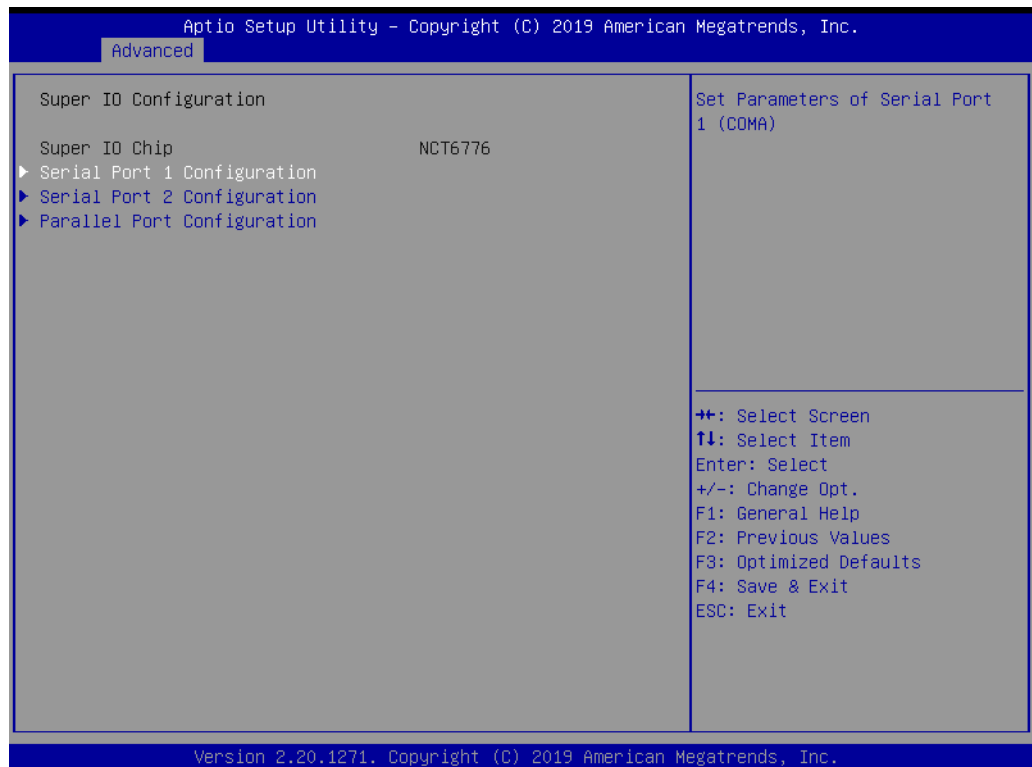 Aptio Setup Utility – Copyright (C) 2019 American Megatrends, Inc.
Advanced
Super IO Configuration
Super IO Chip NCT6776
► Serial Port 1 Configuration
► Serial Port 2 Configuration
► Parallel Port Configuration
Set Parameters of Serial Port
1 (COMA)
→←: Select Screen
↑↓: Select Item
Enter: Select
+/-: Change Opt.
F1: General Help
F2: Previous Values
F3: Optimized Defaults
F4: Save & Exit
ESC: Exit
Version 2.20.1271. Copyright (C) 2019 American Megatrends, Inc.